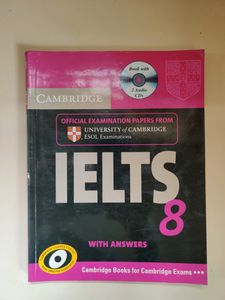 Book with
2 Audio
CDs
CAMBRIDGE
OFFICIAL EXAMINATION PAPERS FROM
UNIVERSITY of CAMBRIDGE
ESOL Examinations
IELTS
8
WITH ANSWERS
Cambridge Books for Cambridge Exams •••